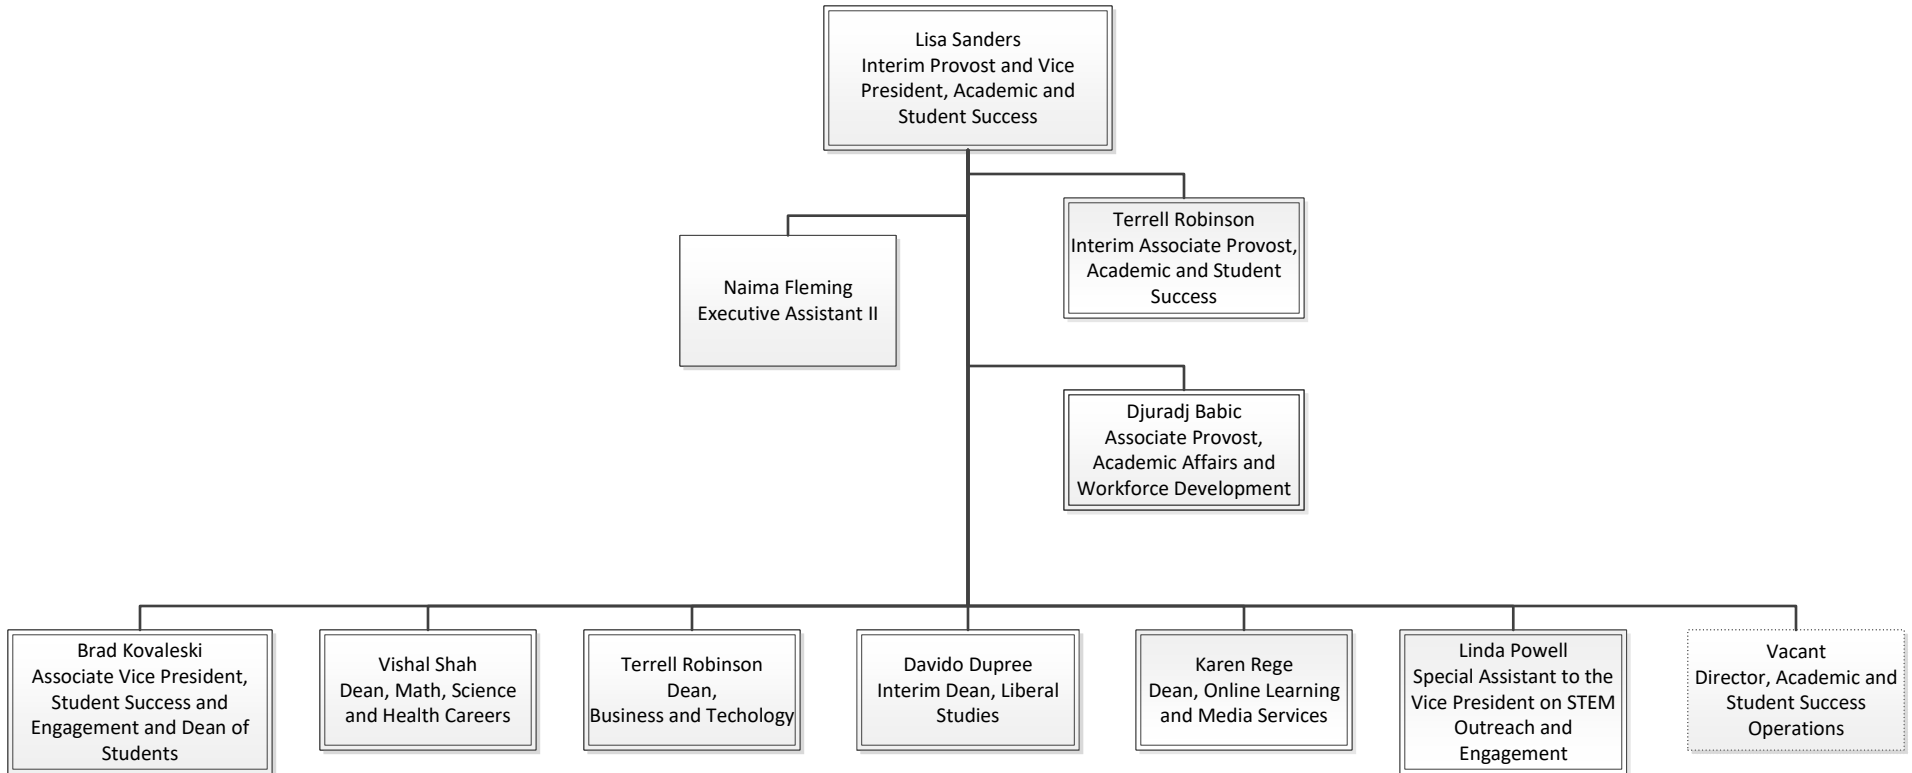 Lisa Sanders
Interim Provost and Vice
President, Academic and
Student Success
Terrell Robinson
Interim Associate Provost,
Academic and Student
Success
Naima Fleming
Executive Assistant II
Djuradj Babic
Associate Provost,
Academic Affairs and
Workforce Development
Brad Kovaleski
Associate Vice President,
Student Success and
Engagement and Dean of
Students
Vishal Shah
Dean, Math, Science
and Health Careers
Terrell Robinson
Dean,
Business and Techology
Davido Dupree
Interim Dean, Liberal
Studies
Karen Rege
Dean, Online Learning
and Media Services
Linda Powell
Special Assistant to the
Vice President on STEM
Outreach and
Engagement
Vacant
Director, Academic and
Student Success
Operations